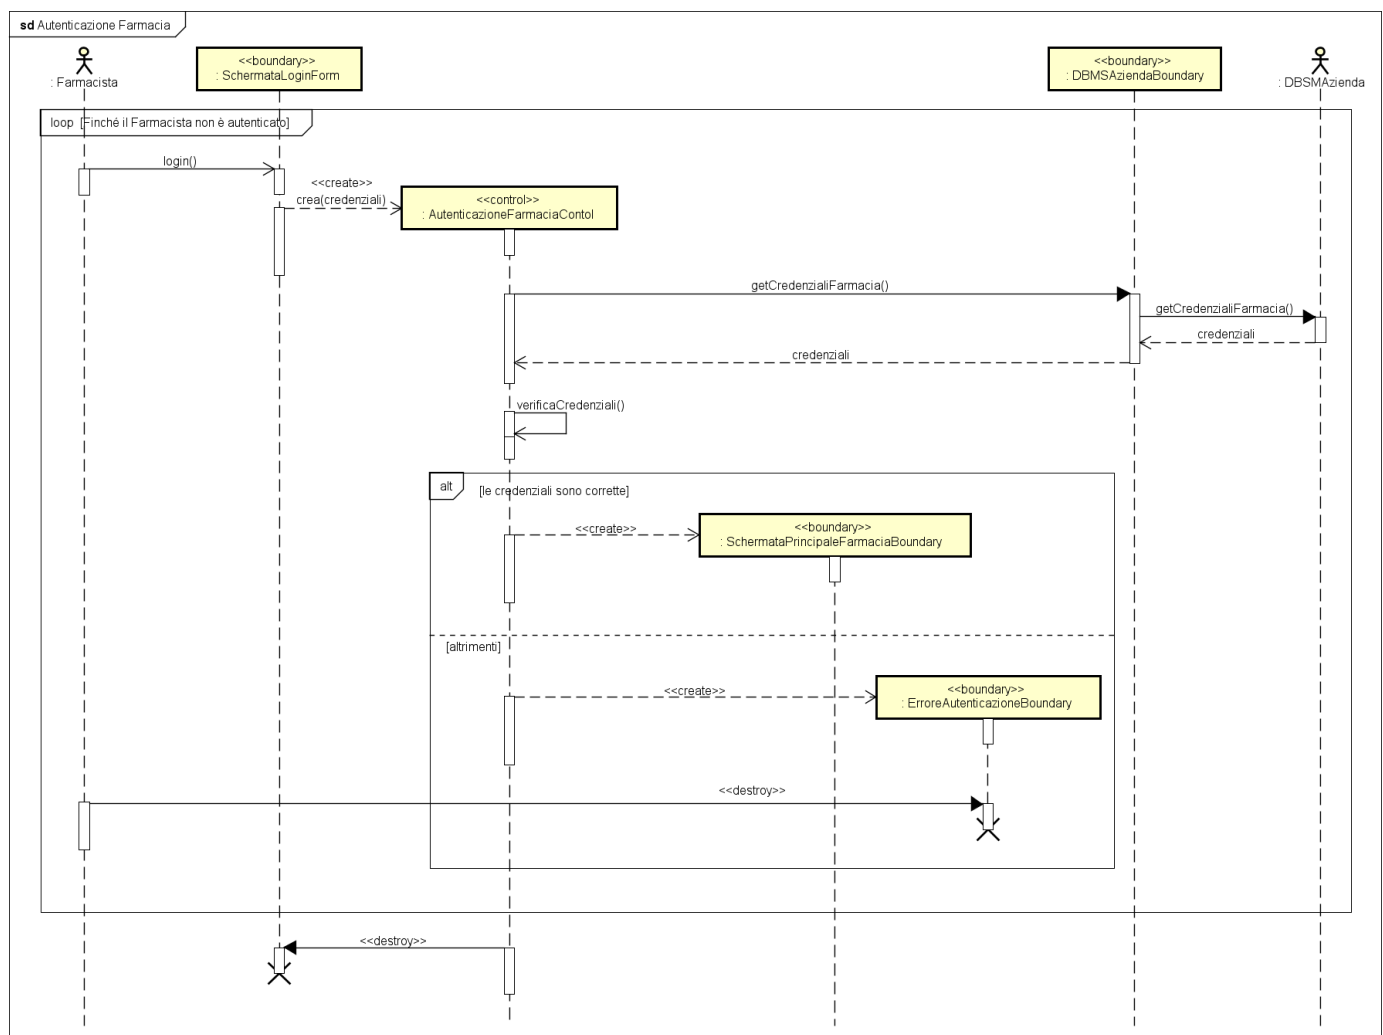 sd Autenticazione Farmacia
: Farmacista
<<boundary>>
: SchermataLoginForm
<<boundary>>
: DBMSAziendaBoundary
: DBSMAzienda
loop [Finché il Farmacista non è autenticato]
login()
<<create>>
crea(credenziali)
<<control>>
: AutenticazioneFarmaciaContol
getCredenzialiFarmacia()
getCredenzialiFarmacia()
credenziali
credenziali
verificaCredenziali()
alt [le credenziali sono corrette]
<<create>>
<<boundary>>
: SchermataPrincipaleFarmaciaBoundary
[altrimenti]
<<create>>
<<boundary>>
: ErroreAutenticazioneBoundary
<<destroy>>
<<destroy>>